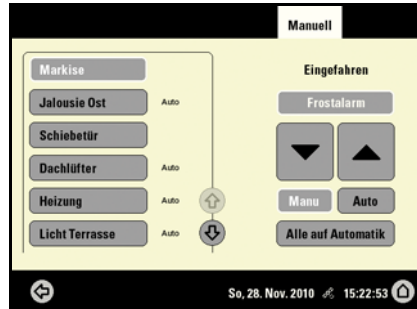 Manuell
Markise
Jalousie Ost Auto
Schiebetür
Dachlüfter Auto
Heizung Auto
Licht Terrasse Auto
Eingefahren
Frostalarm
Manu Auto
Alle auf Automatik
So, 28. Nov. 2010 15:22:53